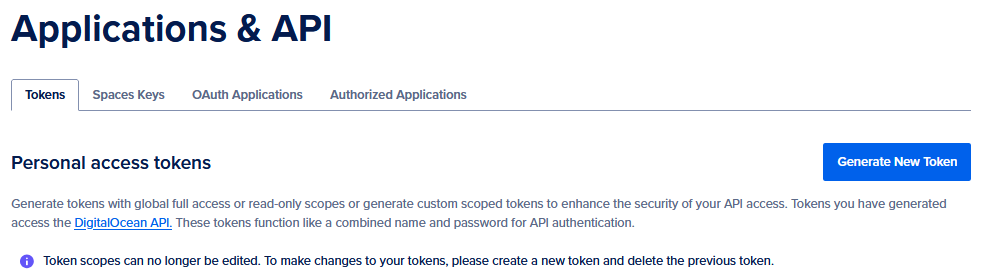 Applications & API
Tokens Spaces Keys OAuth Applications Authorized Applications
Personal access tokens
Generate New Token
Generate tokens with global full access or read-only scopes or generate custom scoped tokens to enhance the security of your API access. Tokens you have generated
access the DigitalOcean API. These tokens function like a combined name and password for API authentication.
Token scopes can no longer be edited. To make changes to your tokens, please create a new token and delete the previous token.